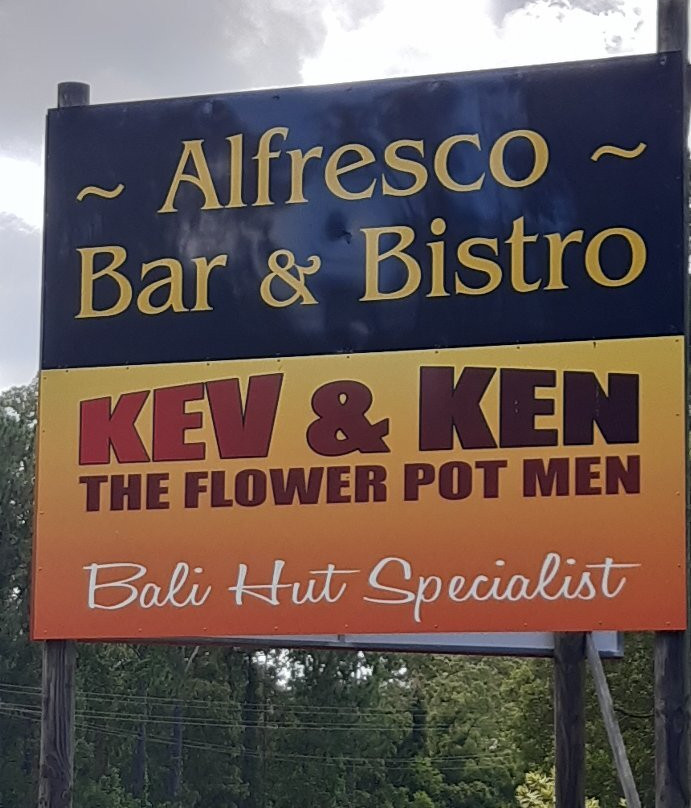 ~ Alfresco ~
Bar & Bistro
KEV & KEN
THE FLOWER POT MEN
Bali Hut Specialist